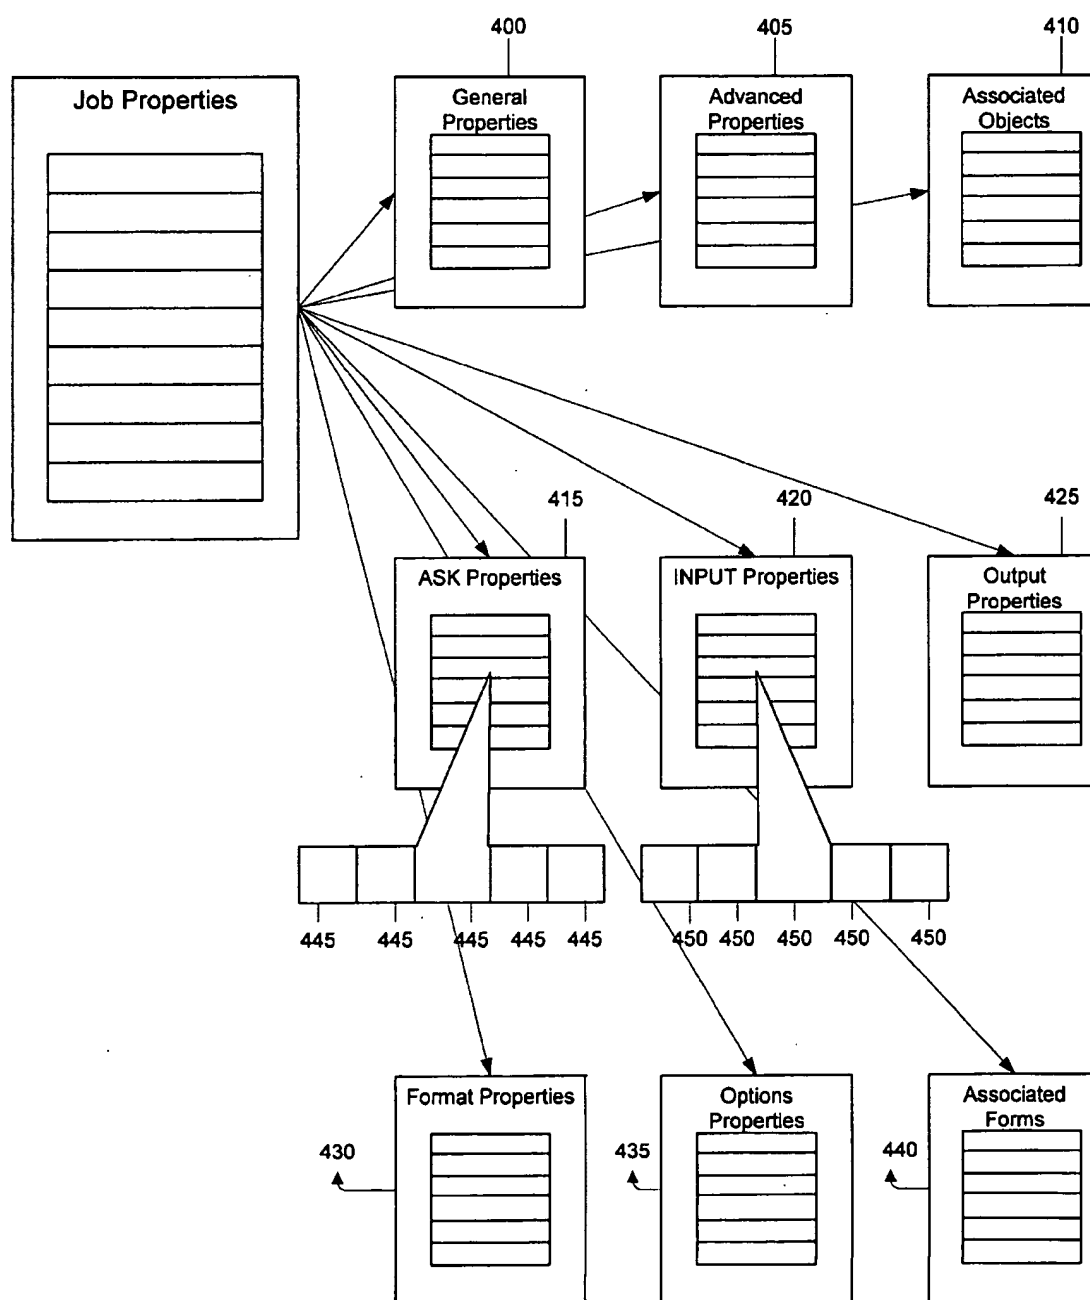 400
405
410
Job Properties
General
Properties
Advanced
Properties
Associated
Objects
415
420
425
ASK Properties
INPUT Properties
Output
Properties
445
445
445
445
445
450
450
450
450
450
Format Properties
Options
Properties
Associated
Forms
430
435
440